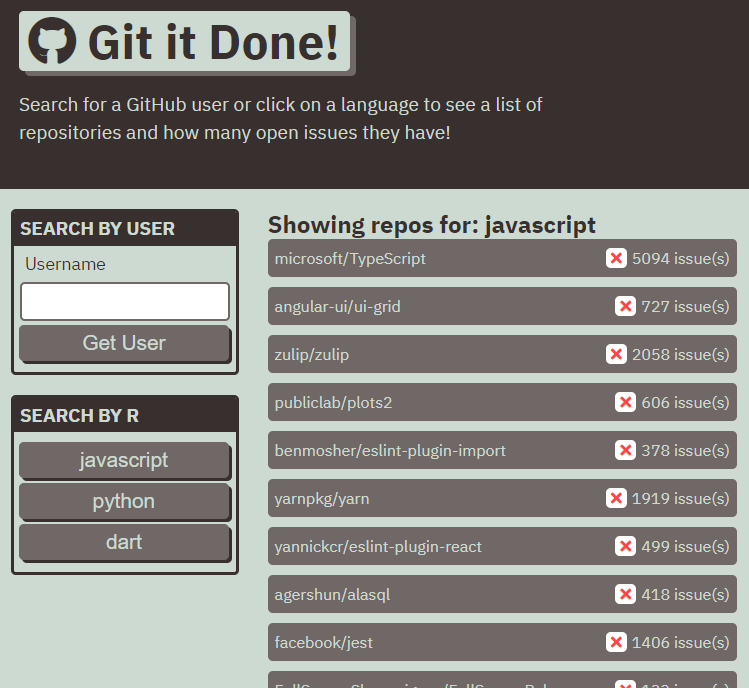 Git it Done!
Search for a GitHub user or click on a language to see a list of
repositories and how many open issues they have!
SEARCH BY USER
Username
Get User
SEARCH BY R
javascript
python
dart
Showing repos for: javascript
microsoft/TypeScript 5094 issue(s)
angular-ui/ui-grid 727 issue(s)
zulip/zulip 2058 issue(s)
publiclab/plots2 606 issue(s)
benmosher/eslint-plugin-import 378 issue(s)
yarnpkg/yarn 1919 issue(s)
yannickcr/eslint-plugin-react 499 issue(s)
agershun/alasql 418 issue(s)
facebook/jest 1406 issue(s)